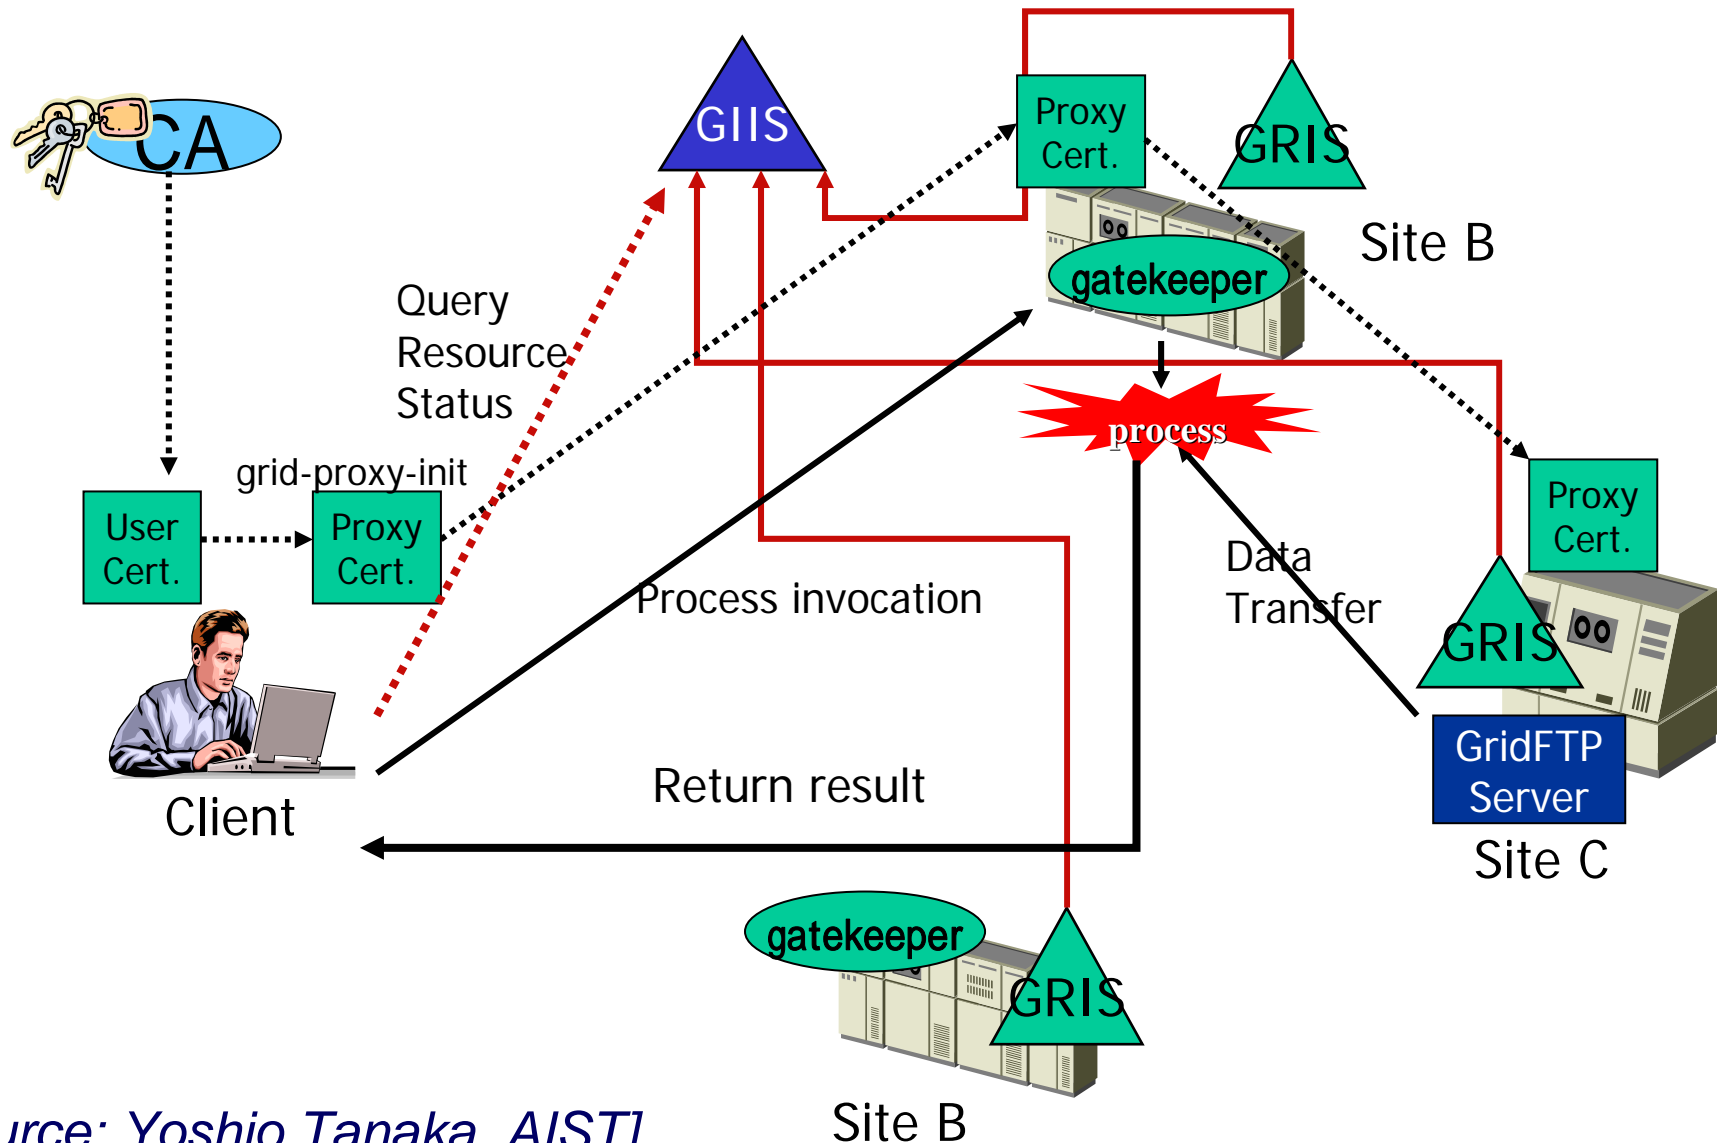 CA
GIIS
Proxy
Cert.
GRIS
Site B
gatekeeper
Query
Resource
Status
process
grid-proxy-init
User
Cert.
Proxy
Cert.
Proxy
Cert.
Data
Transfer
Process invocation
GRIS
GridFTP
Server
Site C
Return result
Client
gatekeeper
GRIS
Site B
urce: Yoshio Tanaka, AIST]